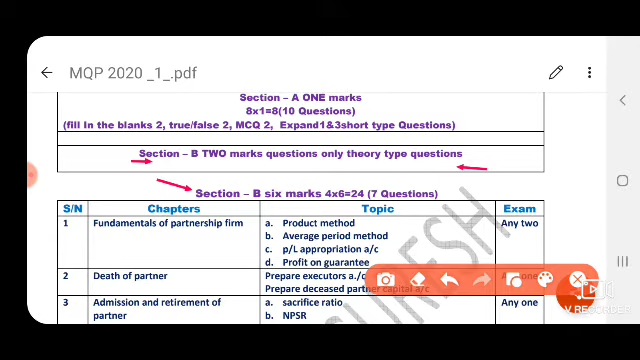 MQP 2020 _1_.pdf
Section – A ONE marks
8x1=8(10 Questions)
(fill In the blanks 2, true/false 2, MCQ 2, Expand1 &3short type Questions)
Section – B TWO marks questions only theory type questions
Section – B six marks 4x6=24 (7 Questions)
S/N Chapters Topic Exam
1 Fundamentals of partnership firm a. Product method Any two
b. Average period method
c. p/L appropriation a/c
d. Profit on guarantee
2 Death of partner Prepare executors a./c
Prepare deceased partner capital a/c
3 Admission and retirement of a. sacrifice ratio Any one
partner b. NPSR
V RECORDER